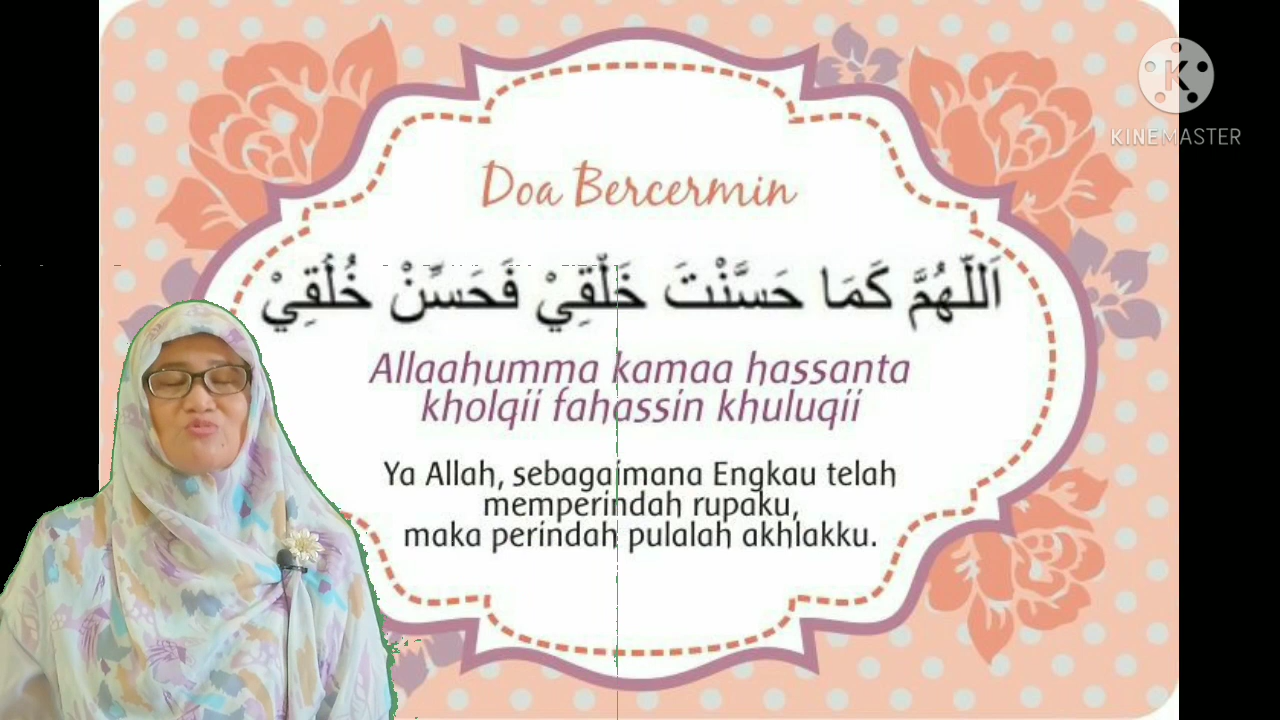 Doa Bercermin
اَللّٰهُمَّ كَمَا حَسَّنْتَ خَلْقِيْ فَحَسِّنْ خُلُقِيْ
Allaahumma kamaa hassanta
kholqii fahassin khuluqii
Ya Allah, sebagaimana Engkau telah
memperindah rupaku,
maka perindah pulalah akhlakku.
K
KINEMASTER